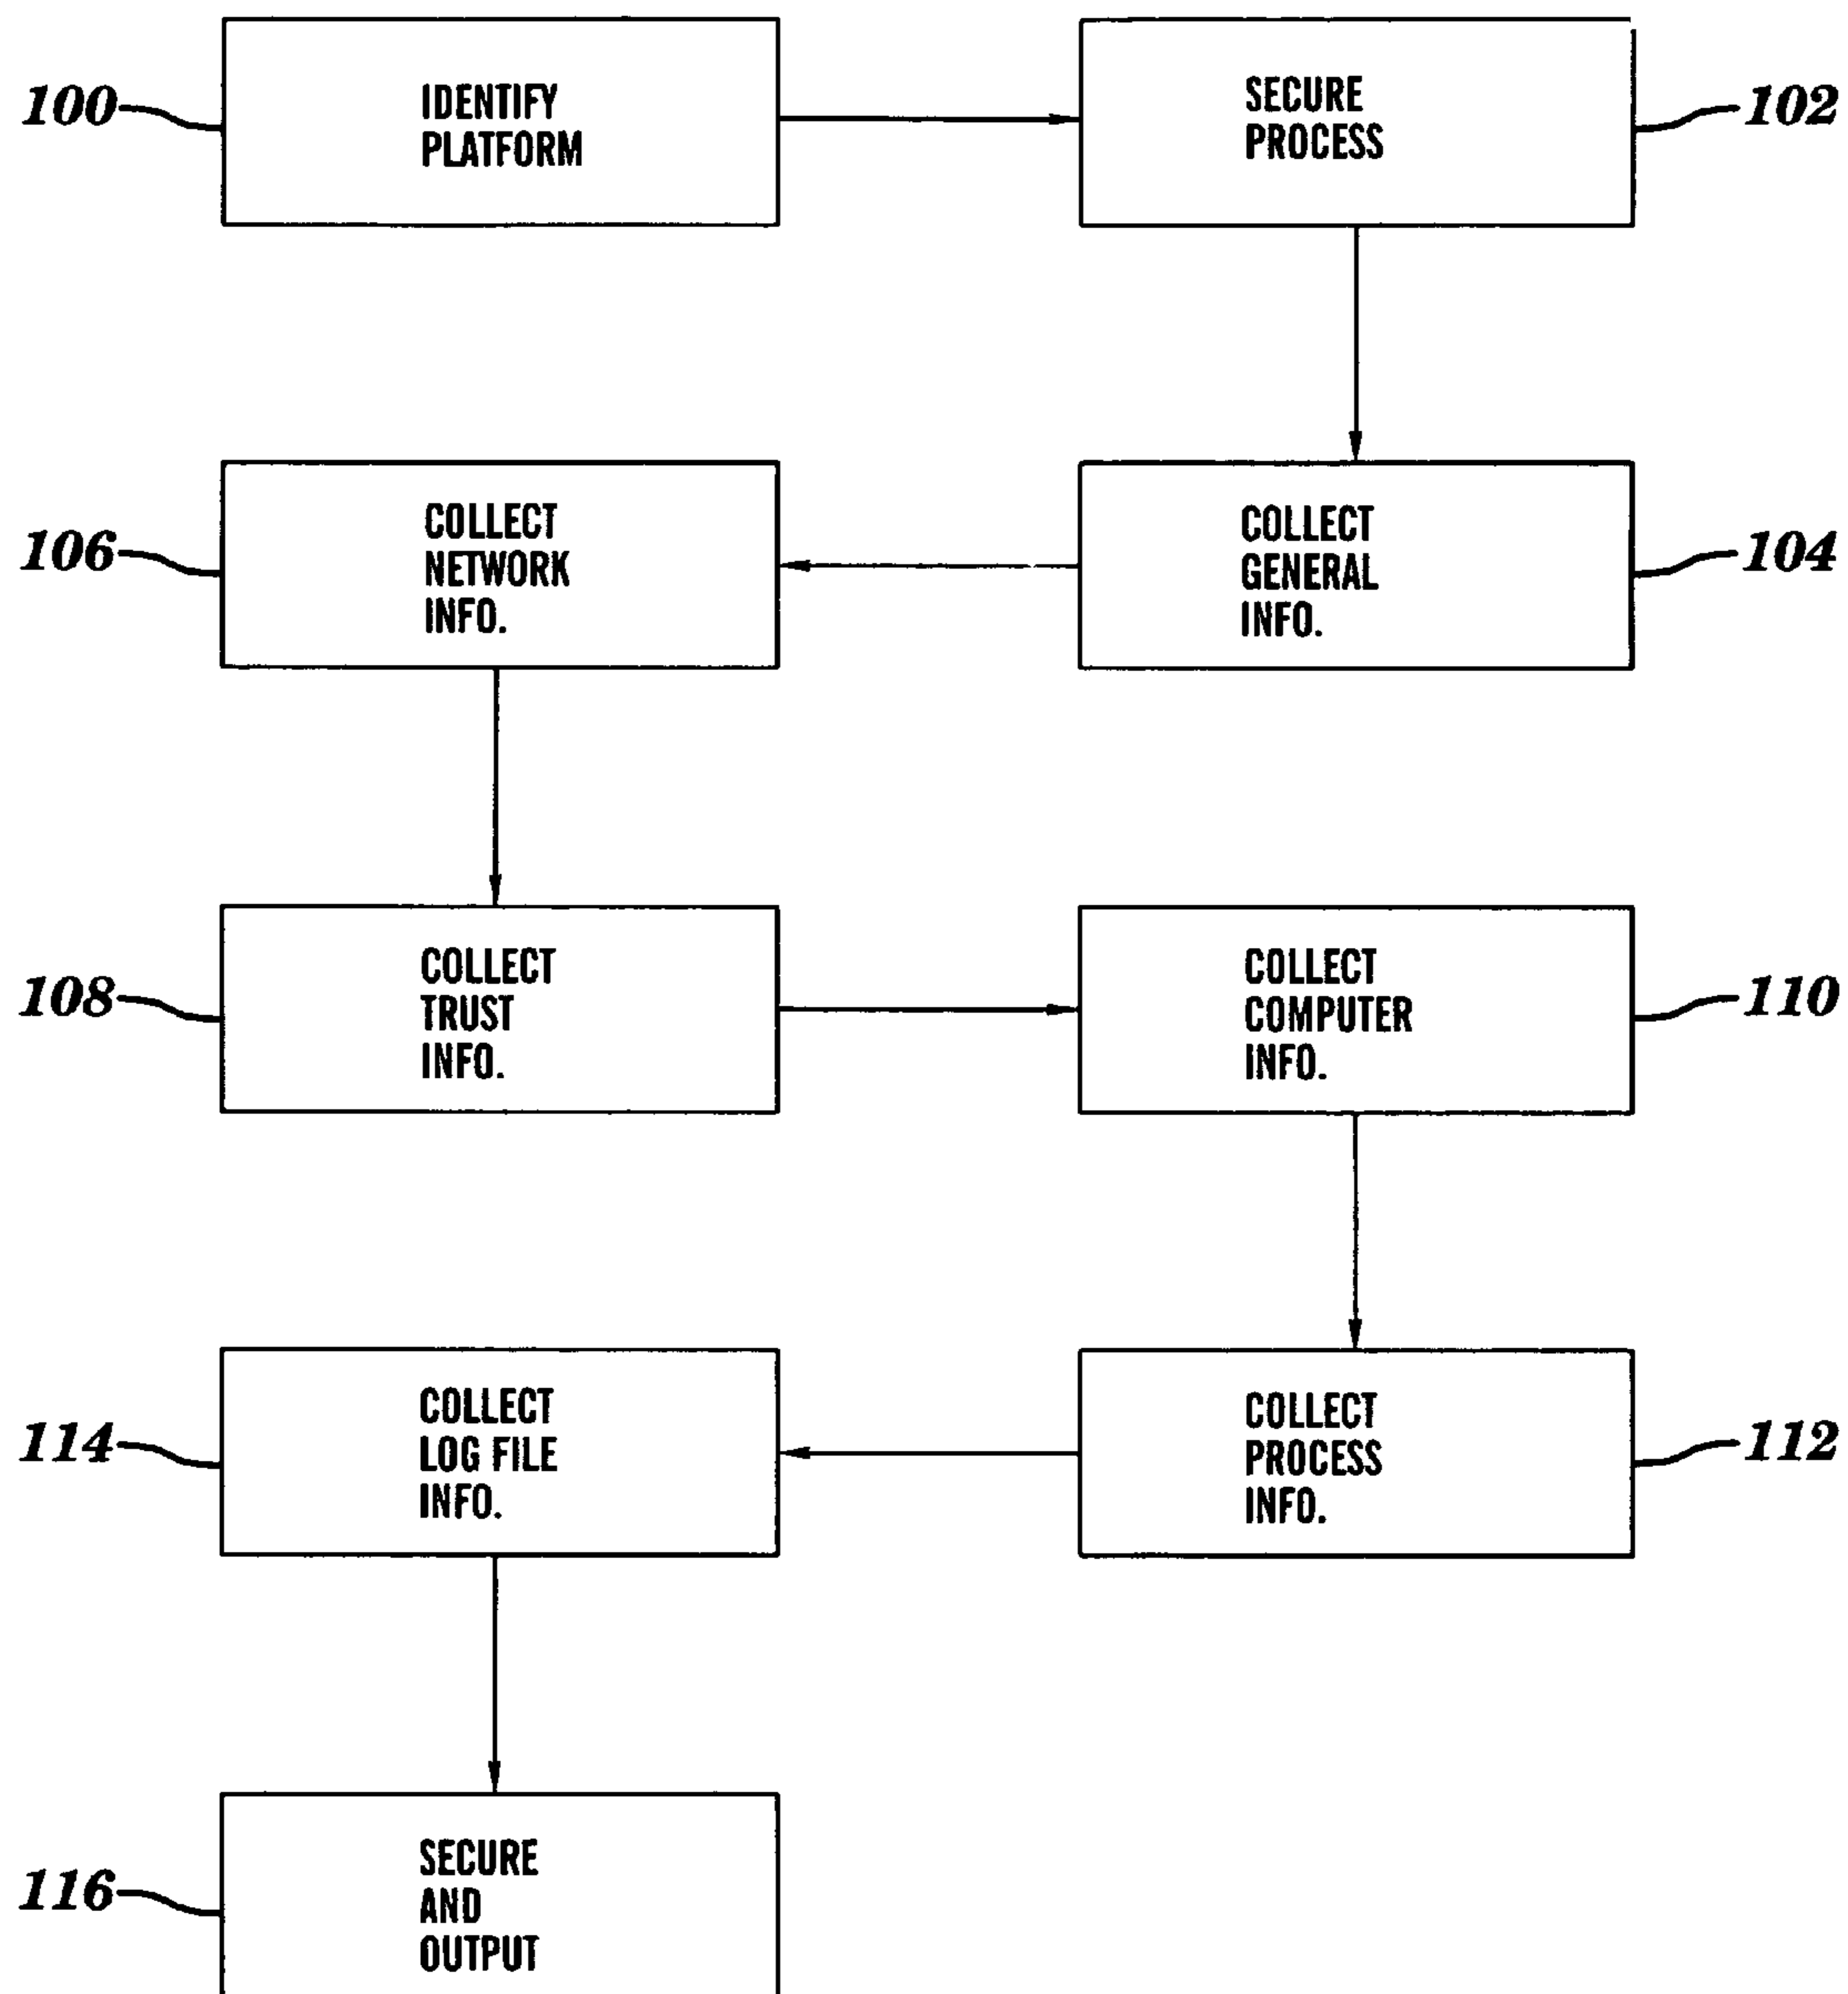 100
IDENTIFY
PLATFORM
SECURE
PROCESS
102
106
COLLECT
NETWORK
INFO.
COLLECT
GENERAL
INFO.
104
108
COLLECT
TRUST
INFO.
COLLECT
COMPUTER
INFO.
110
114
COLLECT
LOG FILE
INFO.
COLLECT
PROCESS
INFO.
112
116
SECURE
AND
OUTPUT